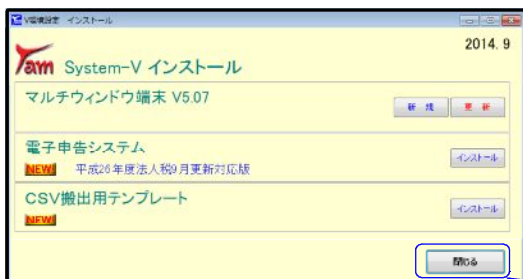 V環境設定 インストール
2014. 9
Tam System-V インストール
マルチウィンドウ端末 V5.07
新 規
更 新
電子申告システム
インストール
NEW! 平成26年度法人税9月更新対応版
CSV搬出用テンプレート
インストール
NEW!
閉じる